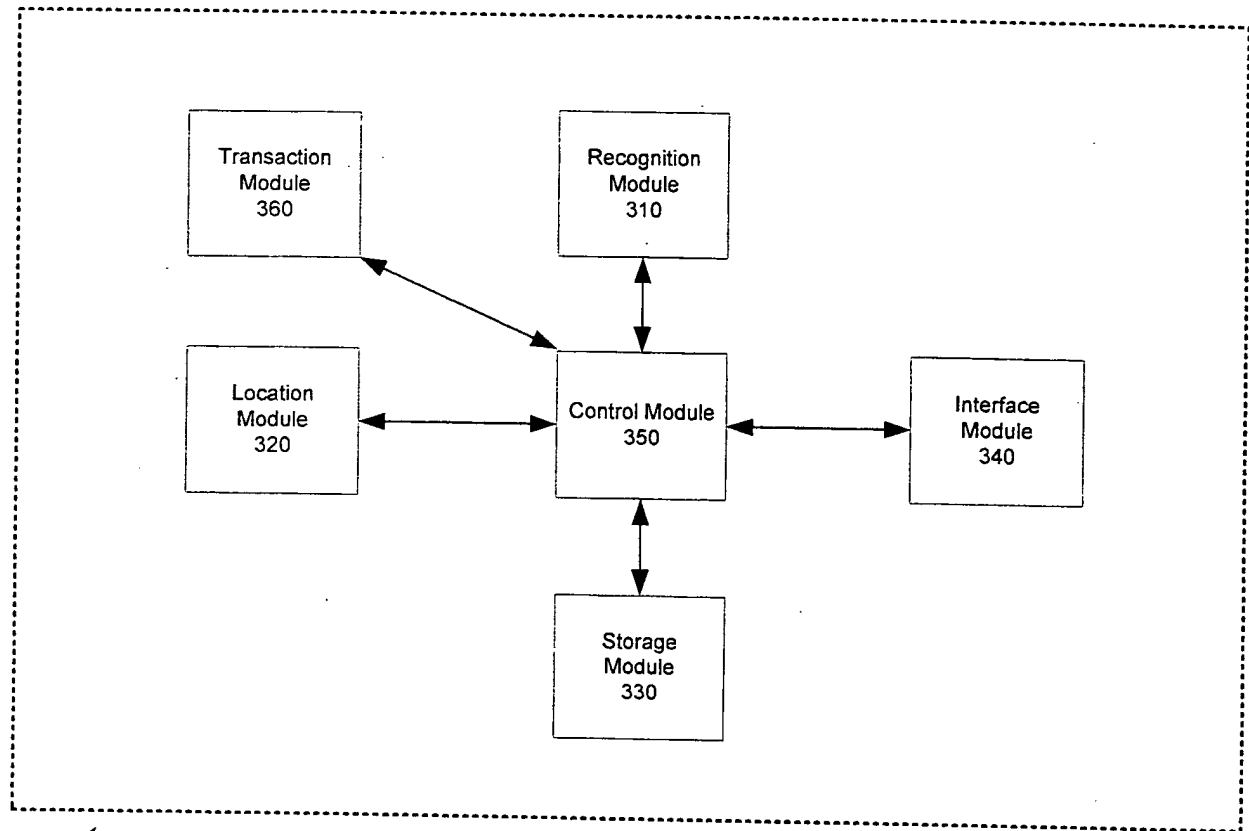 Transaction
Module
360
Recognition
Module
310
Location
Module
320
Control Module
350
Interface
Module
340
Storage
Module
330